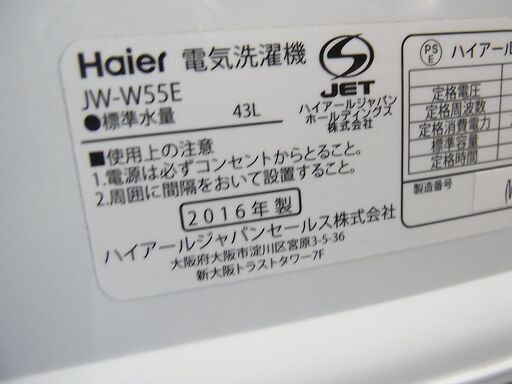 Haier 電気洗濯機
JW-W55E
●標準水量 43L
S
JET
ハイアールジャパン
ホールディングス
株式会社
■使用上の注意
1.電源は必ずコンセントからとること。
2.周囲に間隔をおいて設置すること。
2016年製
ハイアールジャパンセールス株式会社
大阪府大阪市淀川区宮原3-5-36
新大阪トラストタワー7F
PS
E
ハイアール
定格電圧
定格周波数
定格消費電力
標準容量
定格時間
製造番号